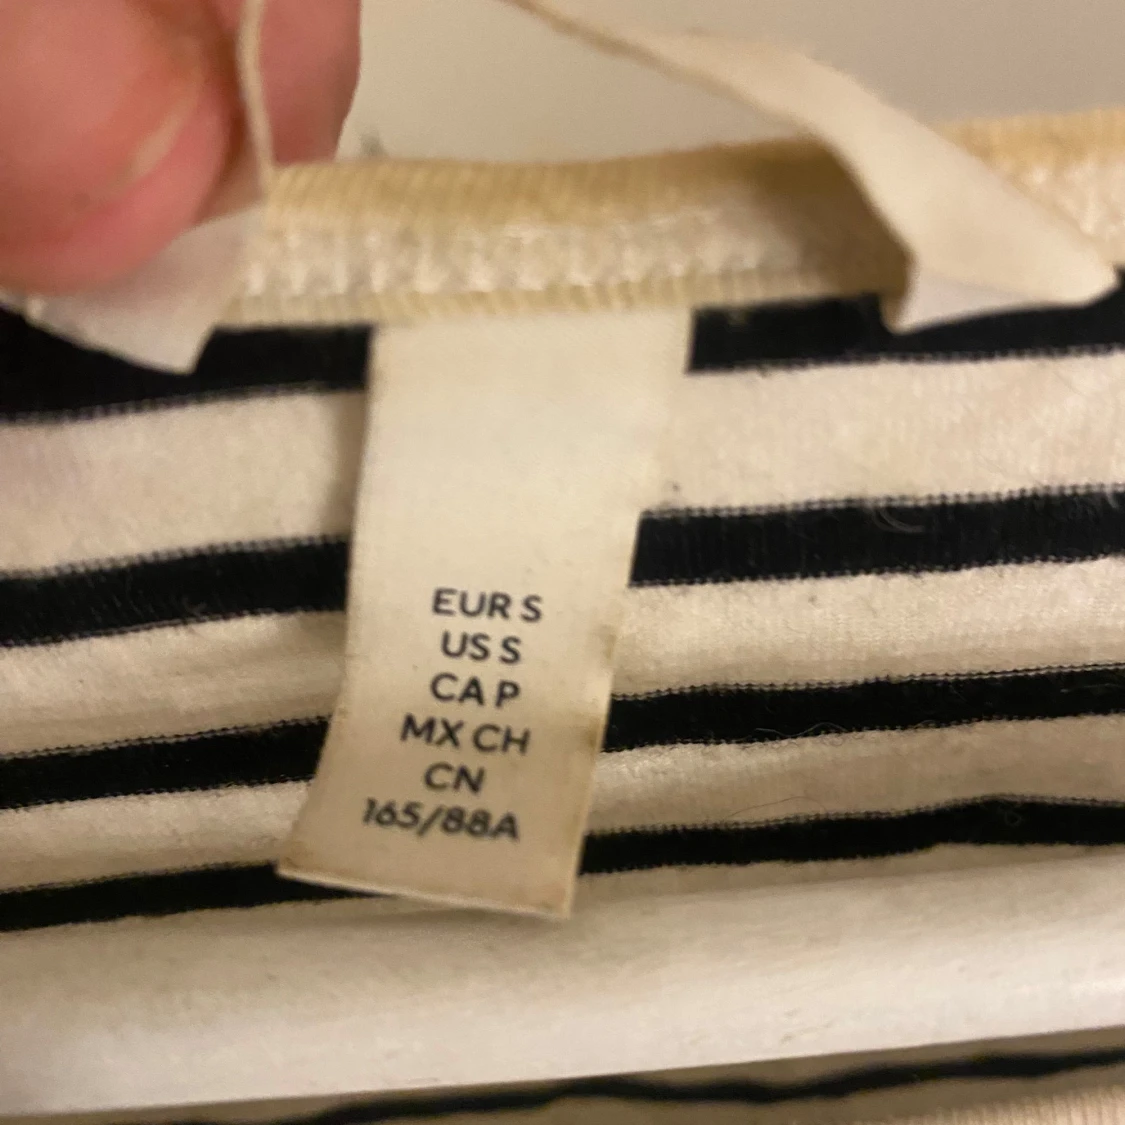 EUR S
US S
CA P
MX CH
CN
165/88A